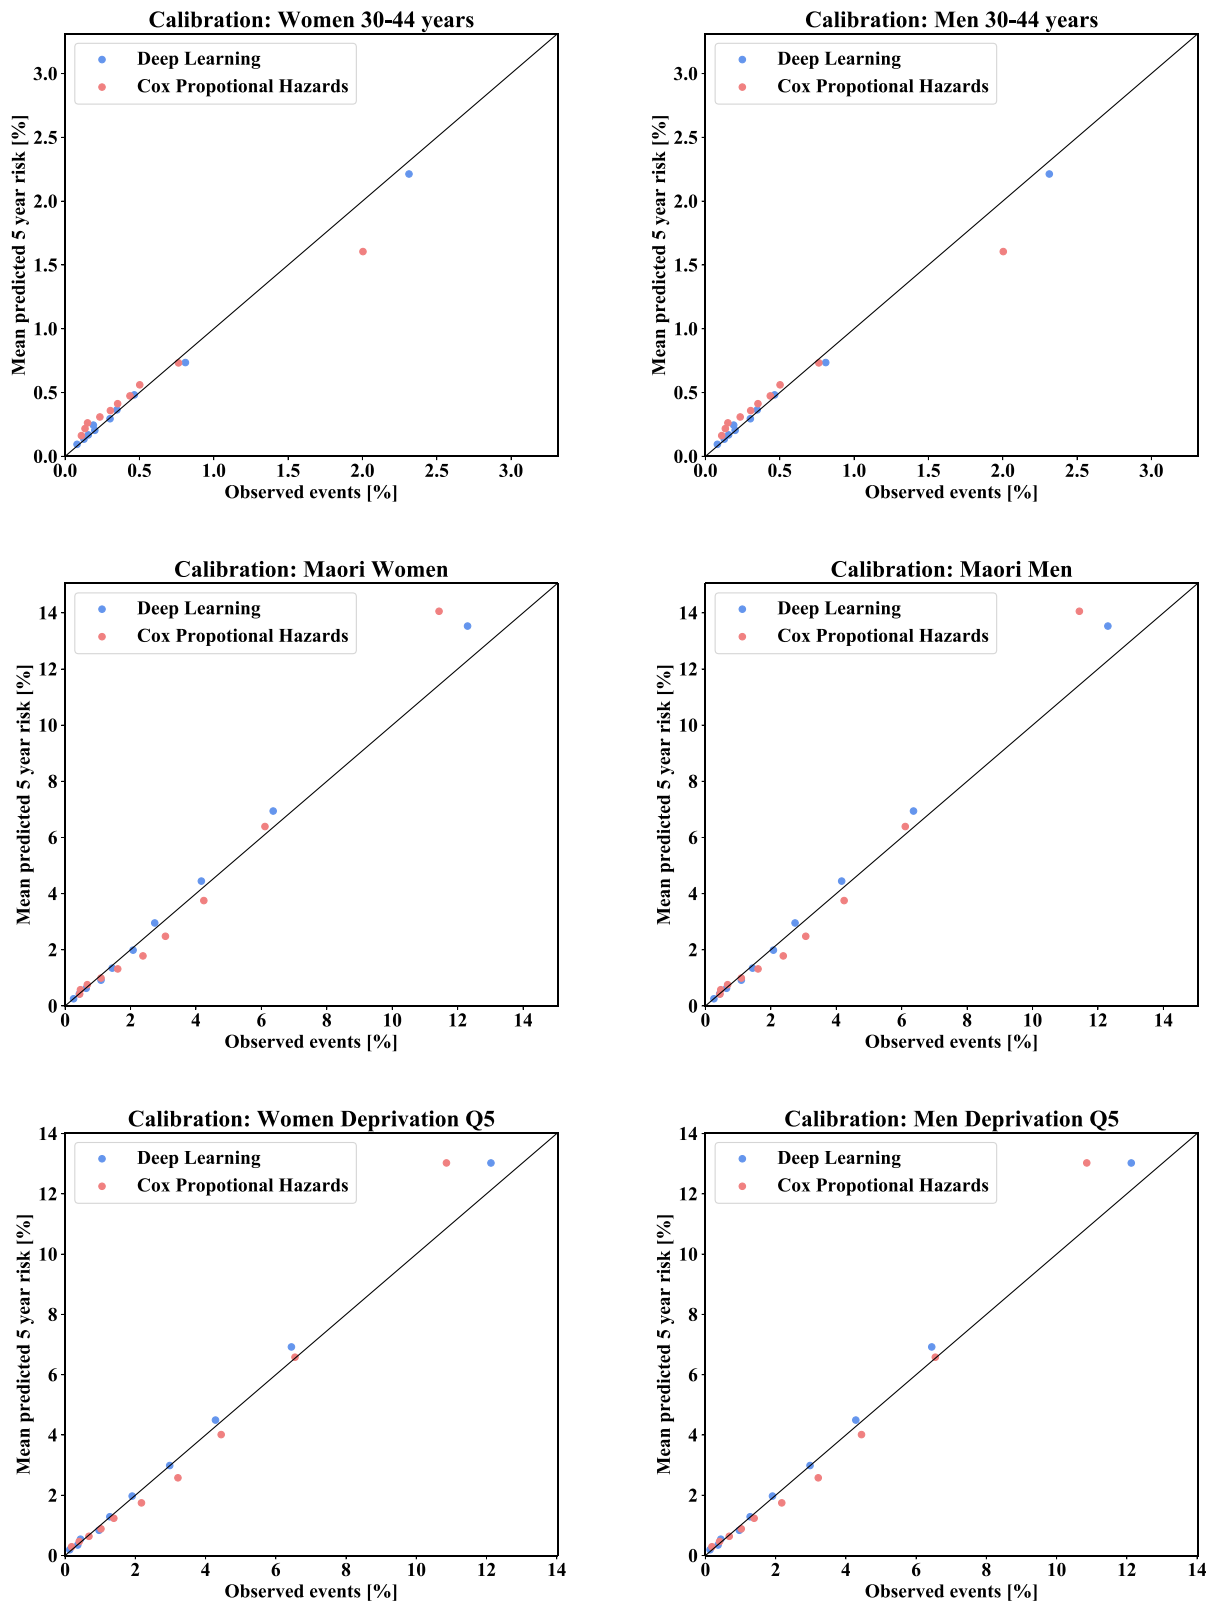 Calibration: Women 30-44 years
Deep Learning
Cox Propotional Hazards
Mean predicted 5 year risk [%]
3.0
2.5
2.0
1.5
1.0
0.5
0.0
0.0 0.5 1.0 1.5 2.0 2.5 3.0
Observed events [%]
Calibration: Men 30-44 years
Deep Learning
Cox Propotional Hazards
Mean predicted 5 year risk [%]
3.0
2.5
2.0
1.5
1.0
0.5
0.0
0.0 0.5 1.0 1.5 2.0 2.5 3.0
Observed events [%]
Calibration: Maori Women
Deep Learning
Cox Propotional Hazards
Mean predicted 5 year risk [%]
14
12
10
8
6
4
2
0
0 2 4 6 8 10 12 14
Observed events [%]
Calibration: Maori Men
Deep Learning
Cox Propotional Hazards
Mean predicted 5 year risk [%]
14
12
10
8
6
4
2
0
0 2 4 6 8 10 12 14
Observed events [%]
Calibration: Women Deprivation Q5
Deep Learning
Cox Propotional Hazards
Mean predicted 5 year risk [%]
14
12
10
8
6
4
2
0
0 2 4 6 8 10 12 14
Observed events [%]
Calibration: Men Deprivation Q5
Deep Learning
Cox Propotional Hazards
Mean predicted 5 year risk [%]
14
12
10
8
6
4
2
0
0 2 4 6 8 10 12 14
Observed events [%]